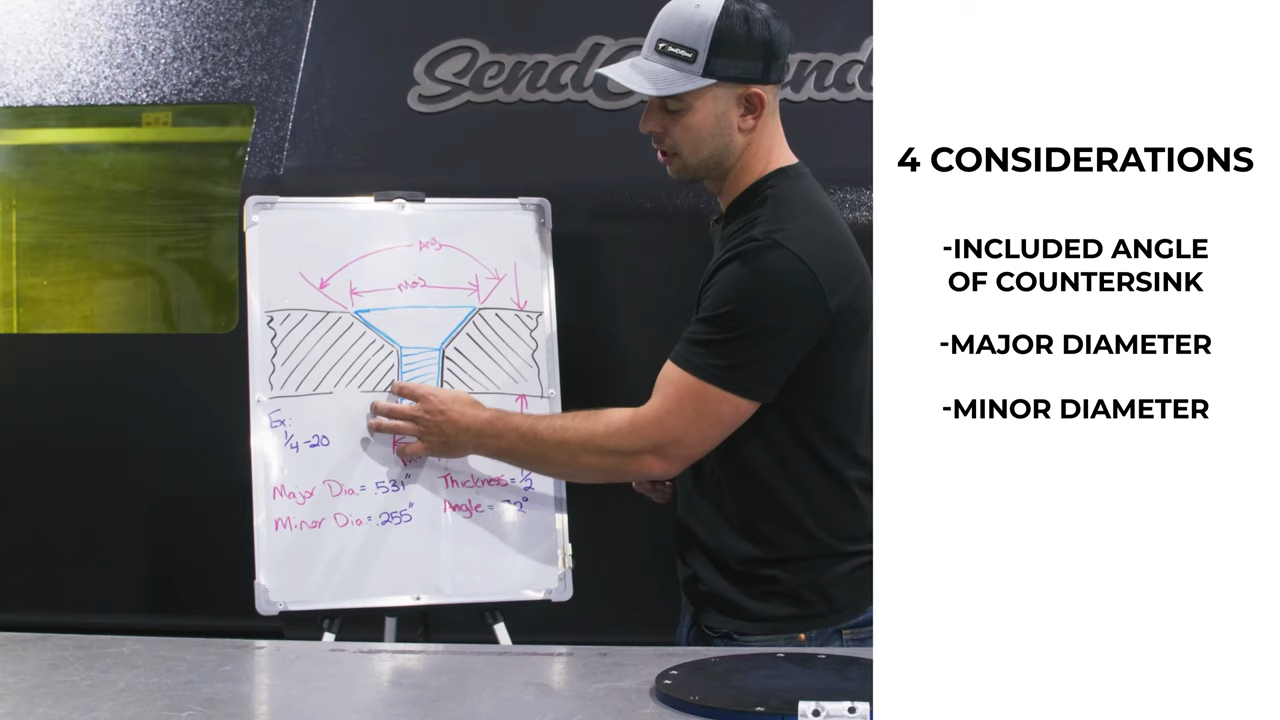 SendCutSend
4 CONSIDERATIONS
-INCLUDED ANGLE
OF COUNTERSINK
-MAJOR DIAMETER
-MINOR DIAMETER
Ang
Maj
Ex:
1/4-20
Major Dia = .531"
Minor Dia = .255"
Thickness = 1/2
Angle =